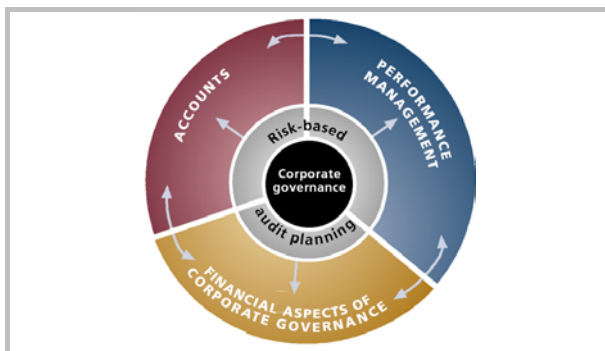 ACCOUNTS
PERFORMANCE
MANAGEMENT
Risk-based
Corporate
governance
audit planning
FINANCIAL ASPECTS OF
CORPORATE GOVERNANCE